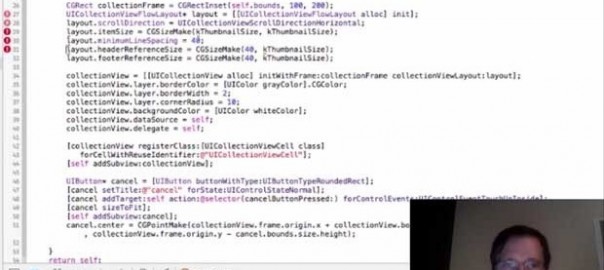 CGRect collectionFrame = CGRectInset(self.bounds, 100, 200);
UICollectionViewFlowLayout* layout = [[UICollectionViewFlowLayout alloc] init];
layout.scrollDirection = UICollectionViewScrollDirectionHorizontal;
layout.itemSize = CGSizeMake(kThumbnailSize, kThumbnailSize);
layout.minimumLineSpacing = 40;
layout.headerReferenceSize = CGSizeMake(40, kThumbnailSize);
layout.footerReferenceSize = CGSizeMake(40, kThumbnailSize);
collectionView = [[UICollectionView alloc] initWithFrame:collectionFrame collectionViewLayout:layout];
collectionView.layer.borderColor = [UIColor grayColor].CGColor;
collectionView.layer.borderWidth = 2;
collectionView.layer.cornerRadius = 10;
collectionView.backgroundColor = [UIColor whiteColor];
collectionView.dataSource = self;
collectionView.delegate = self;
[collectionView registerClass:[UICollectionViewCell class]
forCellWithReuseIdentifier:@"UICollectionViewCell"];
[self addSubview:collectionView];
UIButton* cancel = [UIButton buttonWithType:UIButtonTypeRoundedRect];
[cancel setTitle:@"cancel" forState:UIControlStateNormal];
[cancel addTarget:self action:@selector(cancelButtonPressed:) forControlEvents:UIControlEventTouchUpInside];
[cancel sizeToFit];
[self addSubview:cancel];
cancel.center = CGPointMake(collectionView.frame.origin.x + collectionView.bo
, collectionView.frame.origin.y - cancel.bounds.size.height);
}
return self;